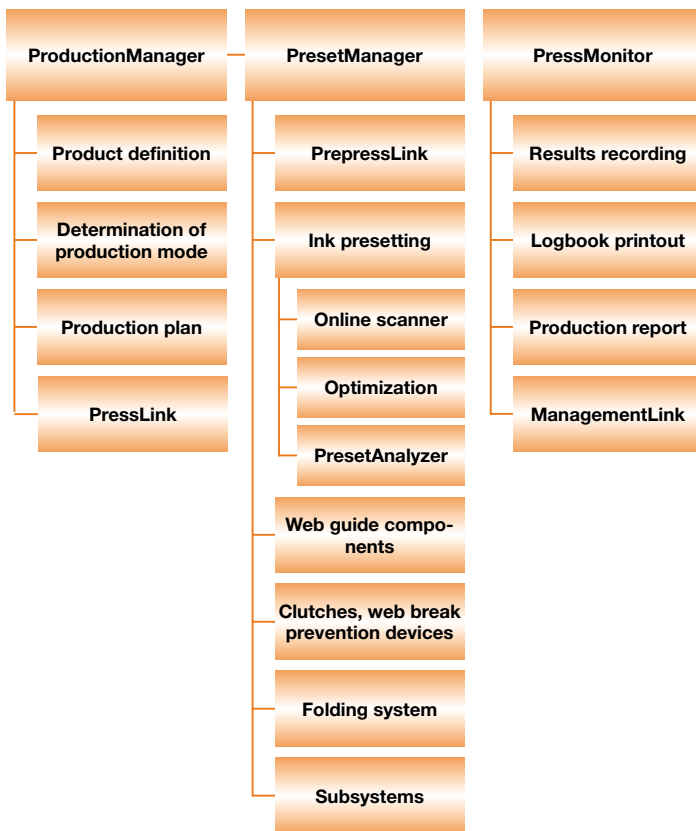 ProductionManager
Product definition
Determination of
production mode
Production plan
PressLink
PresetManager
PrepressLink
Ink presetting
Online scanner
Optimization
PresetAnalyzer
Web guide compo-
nents
Clutches, web break
prevention devices
Folding system
Subsystems
PressMonitor
Results recording
Logbook printout
Production report
ManagementLink